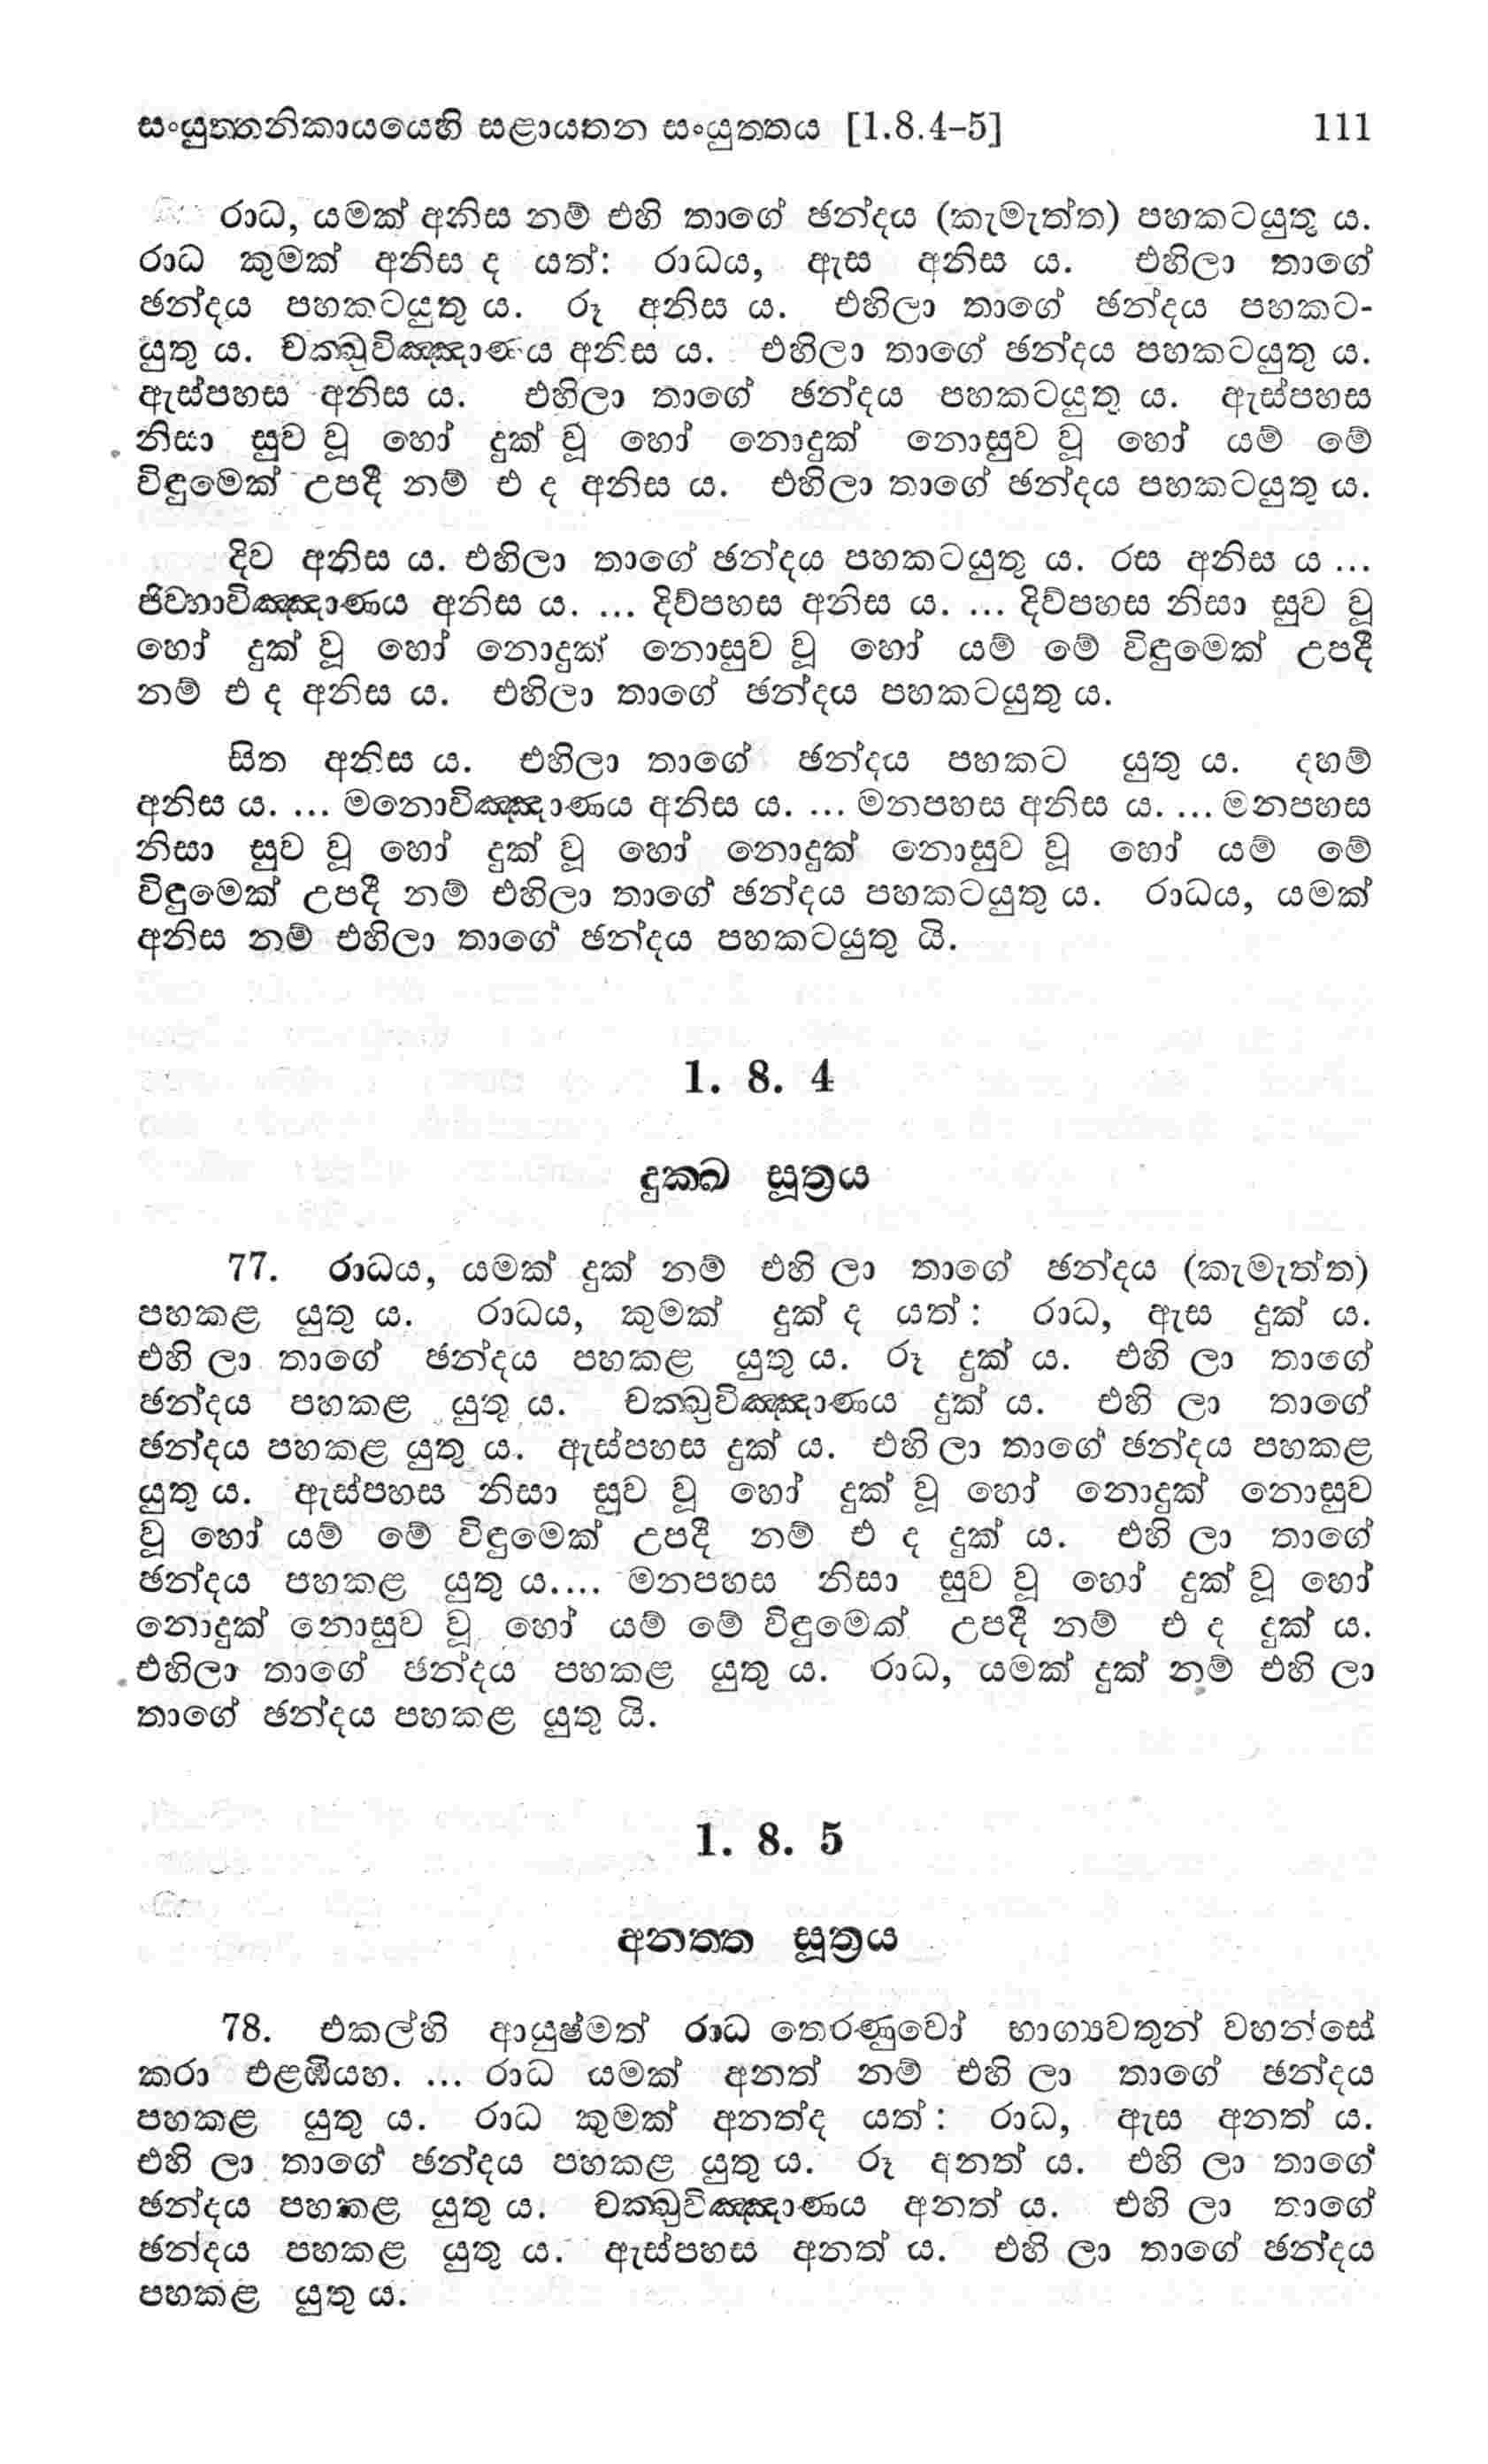 සංයුත්තනිකායයෙහි සළායතන සංයුත්තය [1.8.4-5] 111
රාධ, යමක් අනිස නම් එහි තාගේ ඡන්දය (කැමැත්ත) පහකටයුතු ය.
රාධ කුමක් අනිස ද යත්: රාධය, ඇස අනිස ය. එහිලා තාගේ
ඡන්දය පහකටයුතු ය. රූ අනිස ය. එහිලා තාගේ ඡන්දය පහකට-
යුතු ය. චක්ඛුවිඤ්ඤාණය අනිස ය. එහිලා තාගේ ඡන්දය පහකටයුතු ය.
ඇස්පහස අනිස ය. එහිලා තාගේ ඡන්දය පහකටයුතු ය. ඇස්පහස
නිසා සුව වූ හෝ දුක් වූ හෝ නොදුක් නොසුව වූ හෝ යම් මේ
විඳුමෙක් උපදී නම් එ ද අනිස ය. එහිලා තාගේ ඡන්දය පහකටයුතු ය.
දිව අනිස ය. එහිලා තාගේ ඡන්දය පහකටයුතු ය. රස අනිස ය ...
ජිව්හාවිඤ්ඤාණය අනිස ය. ... දිව්පහස අනිස ය. ... දිව්පහස නිසා සුව වූ
හෝ දුක් වූ හෝ නොදුක් නොසුව වූ හෝ යම් මේ විඳුමෙක් උපදී
නම් එ ද අනිස ය. එහිලා තාගේ ඡන්දය පහකටයුතු ය.
සිත අනිස ය. එහිලා තාගේ ඡන්දය පහකට යුතු ය. දහම්
අනිස ය. ... මනොවිඤ්ඤාණය අනිස ය. ... මනපහස අනිස ය. ... මනපහස
නිසා සුව වූ හෝ දුක් වූ හෝ නොදුක් නොසුව වූ හෝ යම් මේ
විඳුමෙක් උපදී නම් එහිලා තාගේ ඡන්දය පහකටයුතු ය. රාධය, යමක්
අනිස නම් එහිලා තාගේ ඡන්දය පහකටයුතු යි.
1. 8. 4
දුක්ඛ සූත්‍රය
77. රාධය, යමක් දුක් නම් එහි ලා තාගේ ඡන්දය (කැමැත්ත)
පහකළ යුතු ය. රාධය, කුමක් දුක් ද යත් : රාධ, ඇස දුක් ය.
එහි ලා තාගේ ඡන්දය පහකළ යුතු ය. රූ දුක් ය. එහි ලා තාගේ
ඡන්දය පහකළ යුතු ය. චක්ඛුවිඤ්ඤාණය දුක් ය. එහි ලා තාගේ
ඡන්දය පහකළ යුතු ය. ඇස්පහස දුක් ය. එහි ලා තාගේ ඡන්දය පහකළ
යුතු ය. ඇස්පහස නිසා සුව වූ හෝ දුක් වූ හෝ නොදුක් නොසුව
වූ හෝ යම් මේ විඳුමෙක් උපදී නම් එ ද දුක් ය. එහි ලා තාගේ
ඡන්දය පහකළ යුතු ය.... මනපහස නිසා සුව වූ හෝ දුක් වූ හෝ
නොදුක් නොසුව වූ හෝ යම් මේ විඳුමෙක් උපදී නම් එ ද දුක් ය.
එහිලා තාගේ ඡන්දය පහකළ යුතු ය. රාධ, යමක් දුක් නම් එහි ලා
තාගේ ඡන්දය පහකළ යුතු යි.
1. 8. 5
අනත්ත සූත්‍රය
78. එකල්හි ආයුෂ්මත් රාධ තෙරණුවෝ භාග්‍යවතුන් වහන්සේ
කරා එළඹියහ. ... රාධ යමක් අනත් නම් එහි ලා තාගේ ඡන්දය
පහකළ යුතු ය. රාධ කුමක් අනත්ද යත් : රාධ, ඇස අනත් ය.
එහි ලා තාගේ ඡන්දය පහකළ යුතු ය. රූ අනත් ය. එහි ලා තාගේ
ඡන්දය පහකළ යුතු ය. චක්ඛුවිඤ්ඤාණය අනත් ය. එහි ලා තාගේ
ඡන්දය පහකළ යුතු ය. ඇස්පහස අනත් ය. එහි ලා තාගේ ඡන්දය
පහකළ යුතු ය.